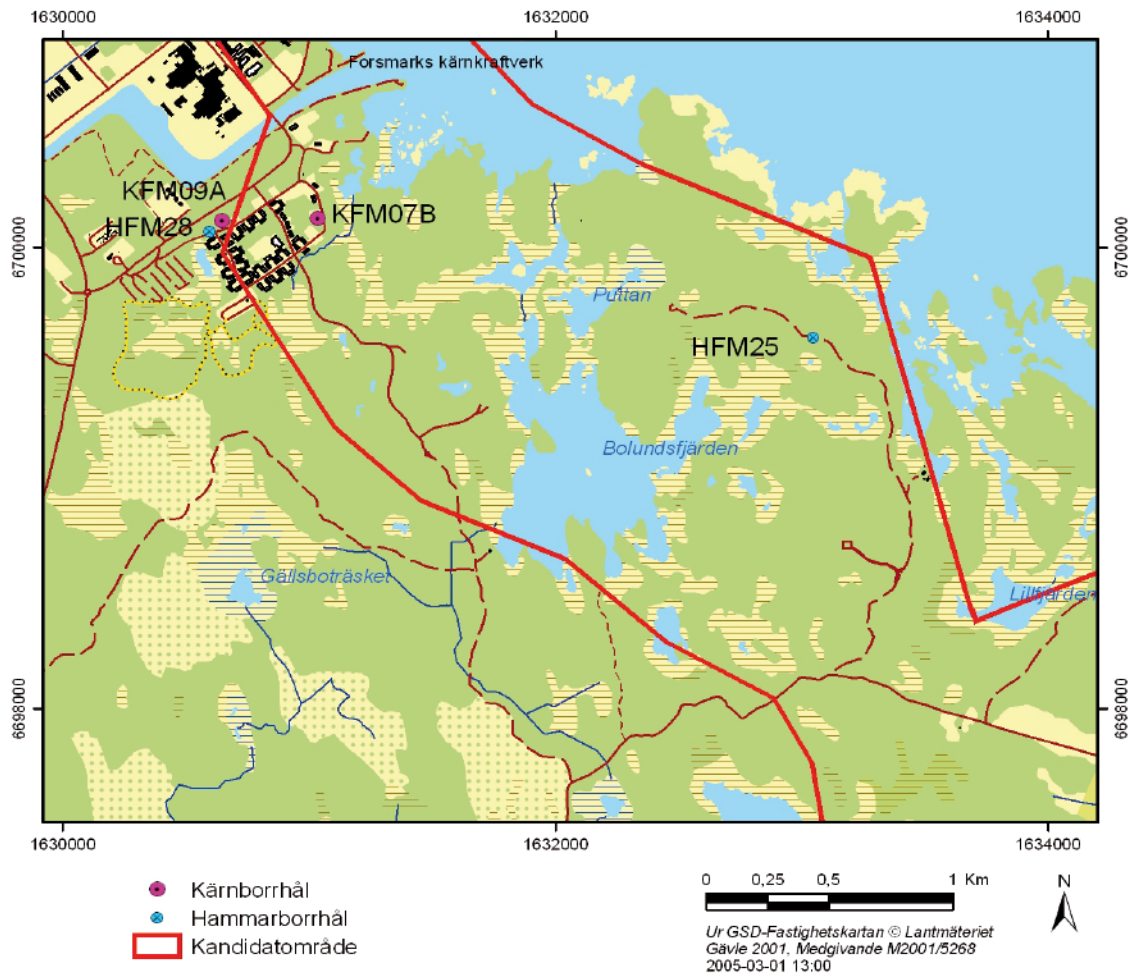 1630000 1632000 1634000
Forsmarks kärnkraftverk
KFM09A
KFM07B
HFM28
6700000 6700000
Puttan
HFM25
Bolundsfjärden
Gällsboträsket
Lillfjärden
6698000 6698000
1630000 1632000 1634000
Kärnborrhål
Hammarborrhål
Kandidatområde
0 0,25 0,5 1 Km
N
Ur GSD-Fastighetskartan © Lantmäteriet
Gävle 2001, Medgivande M2001/5268
2005-03-01 13:00